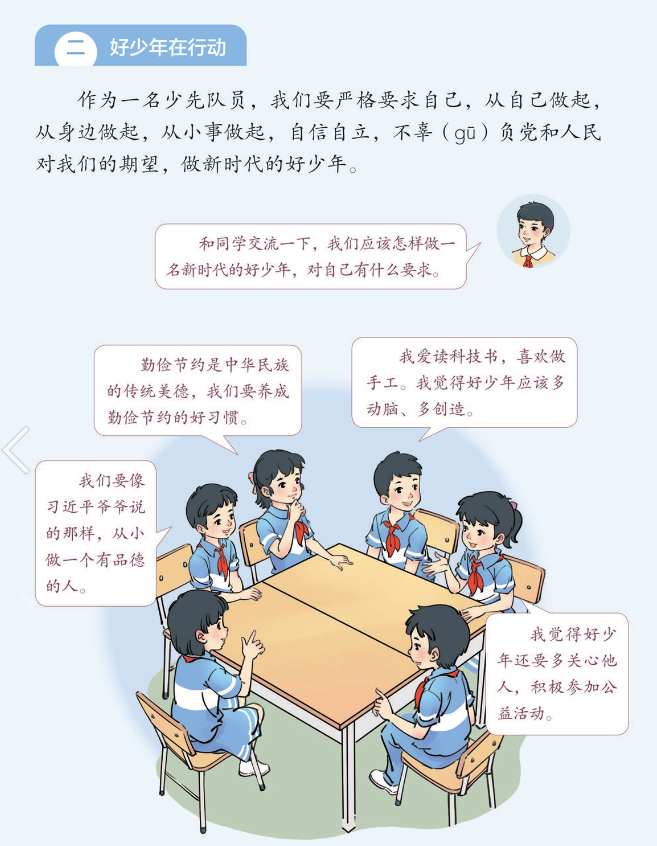 二 好少年在行动
作为一名少先队员，我们要严格要求自己，从自己做起，
从身边做起，从小事做起，自信自立，不辜（gū）负党和人民
对我们的期望，做新时代的好少年。
和同学交流一下，我们应该怎样做一
名新时代的好少年，对自己有什么要求。
勤俭节约是中华民族
的传统美德，我们要养成
勤俭节约的好习惯。
我爱读科技书，喜欢做
手工。我觉得好少年应该多
动脑、多创造。
我们要像
习近平爷爷说
的那样，从小
做一个有品德
的人。
我觉得好少
年还要多关心他
人，积极参加公
益活动。